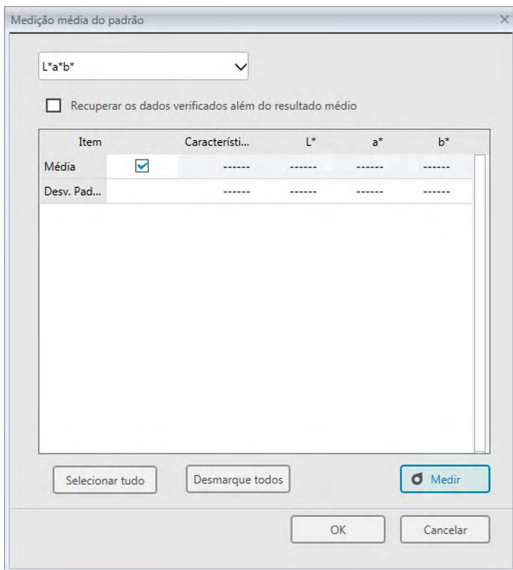 Medição média do padrão
L*a*b*
Recuperar os dados verificados além do resultado médio
Item Característi... L* a* b*
Média ------ ------ ------ ------
Desv. Pad... ------ ------ ------ ------
Selecionar tudo Desmarque todos Medir
OK Cancelar